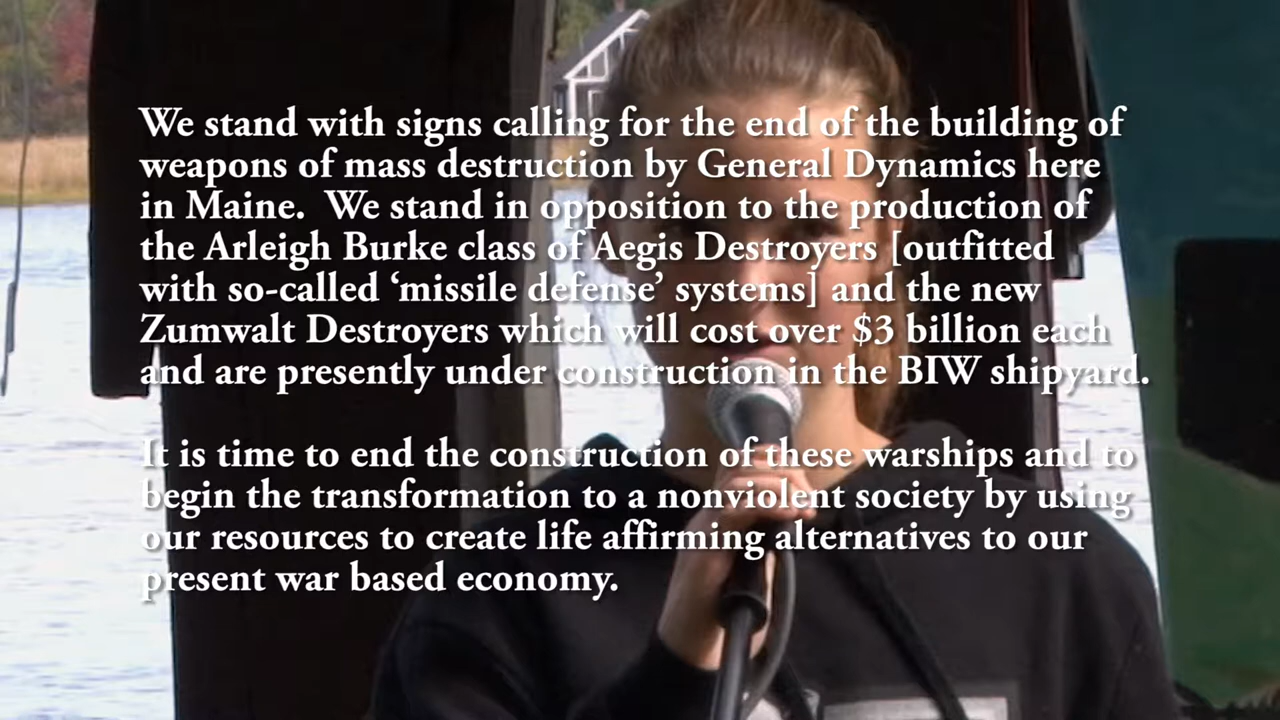 We stand with signs calling for the end of the building of
weapons of mass destruction by General Dynamics here
in Maine.  We stand in opposition to the production of
the Arleigh Burke class of Aegis Destroyers [outfitted
with so-called ‘missile defense’ systems] and the new
Zumwalt Destroyers which will cost over $3 billion each
and are presently under construction in the BIW shipyard.
It is time to end the construction of these warships and to
begin the transformation to a nonviolent society by using
our resources to create life affirming alternatives to our
present war based economy.